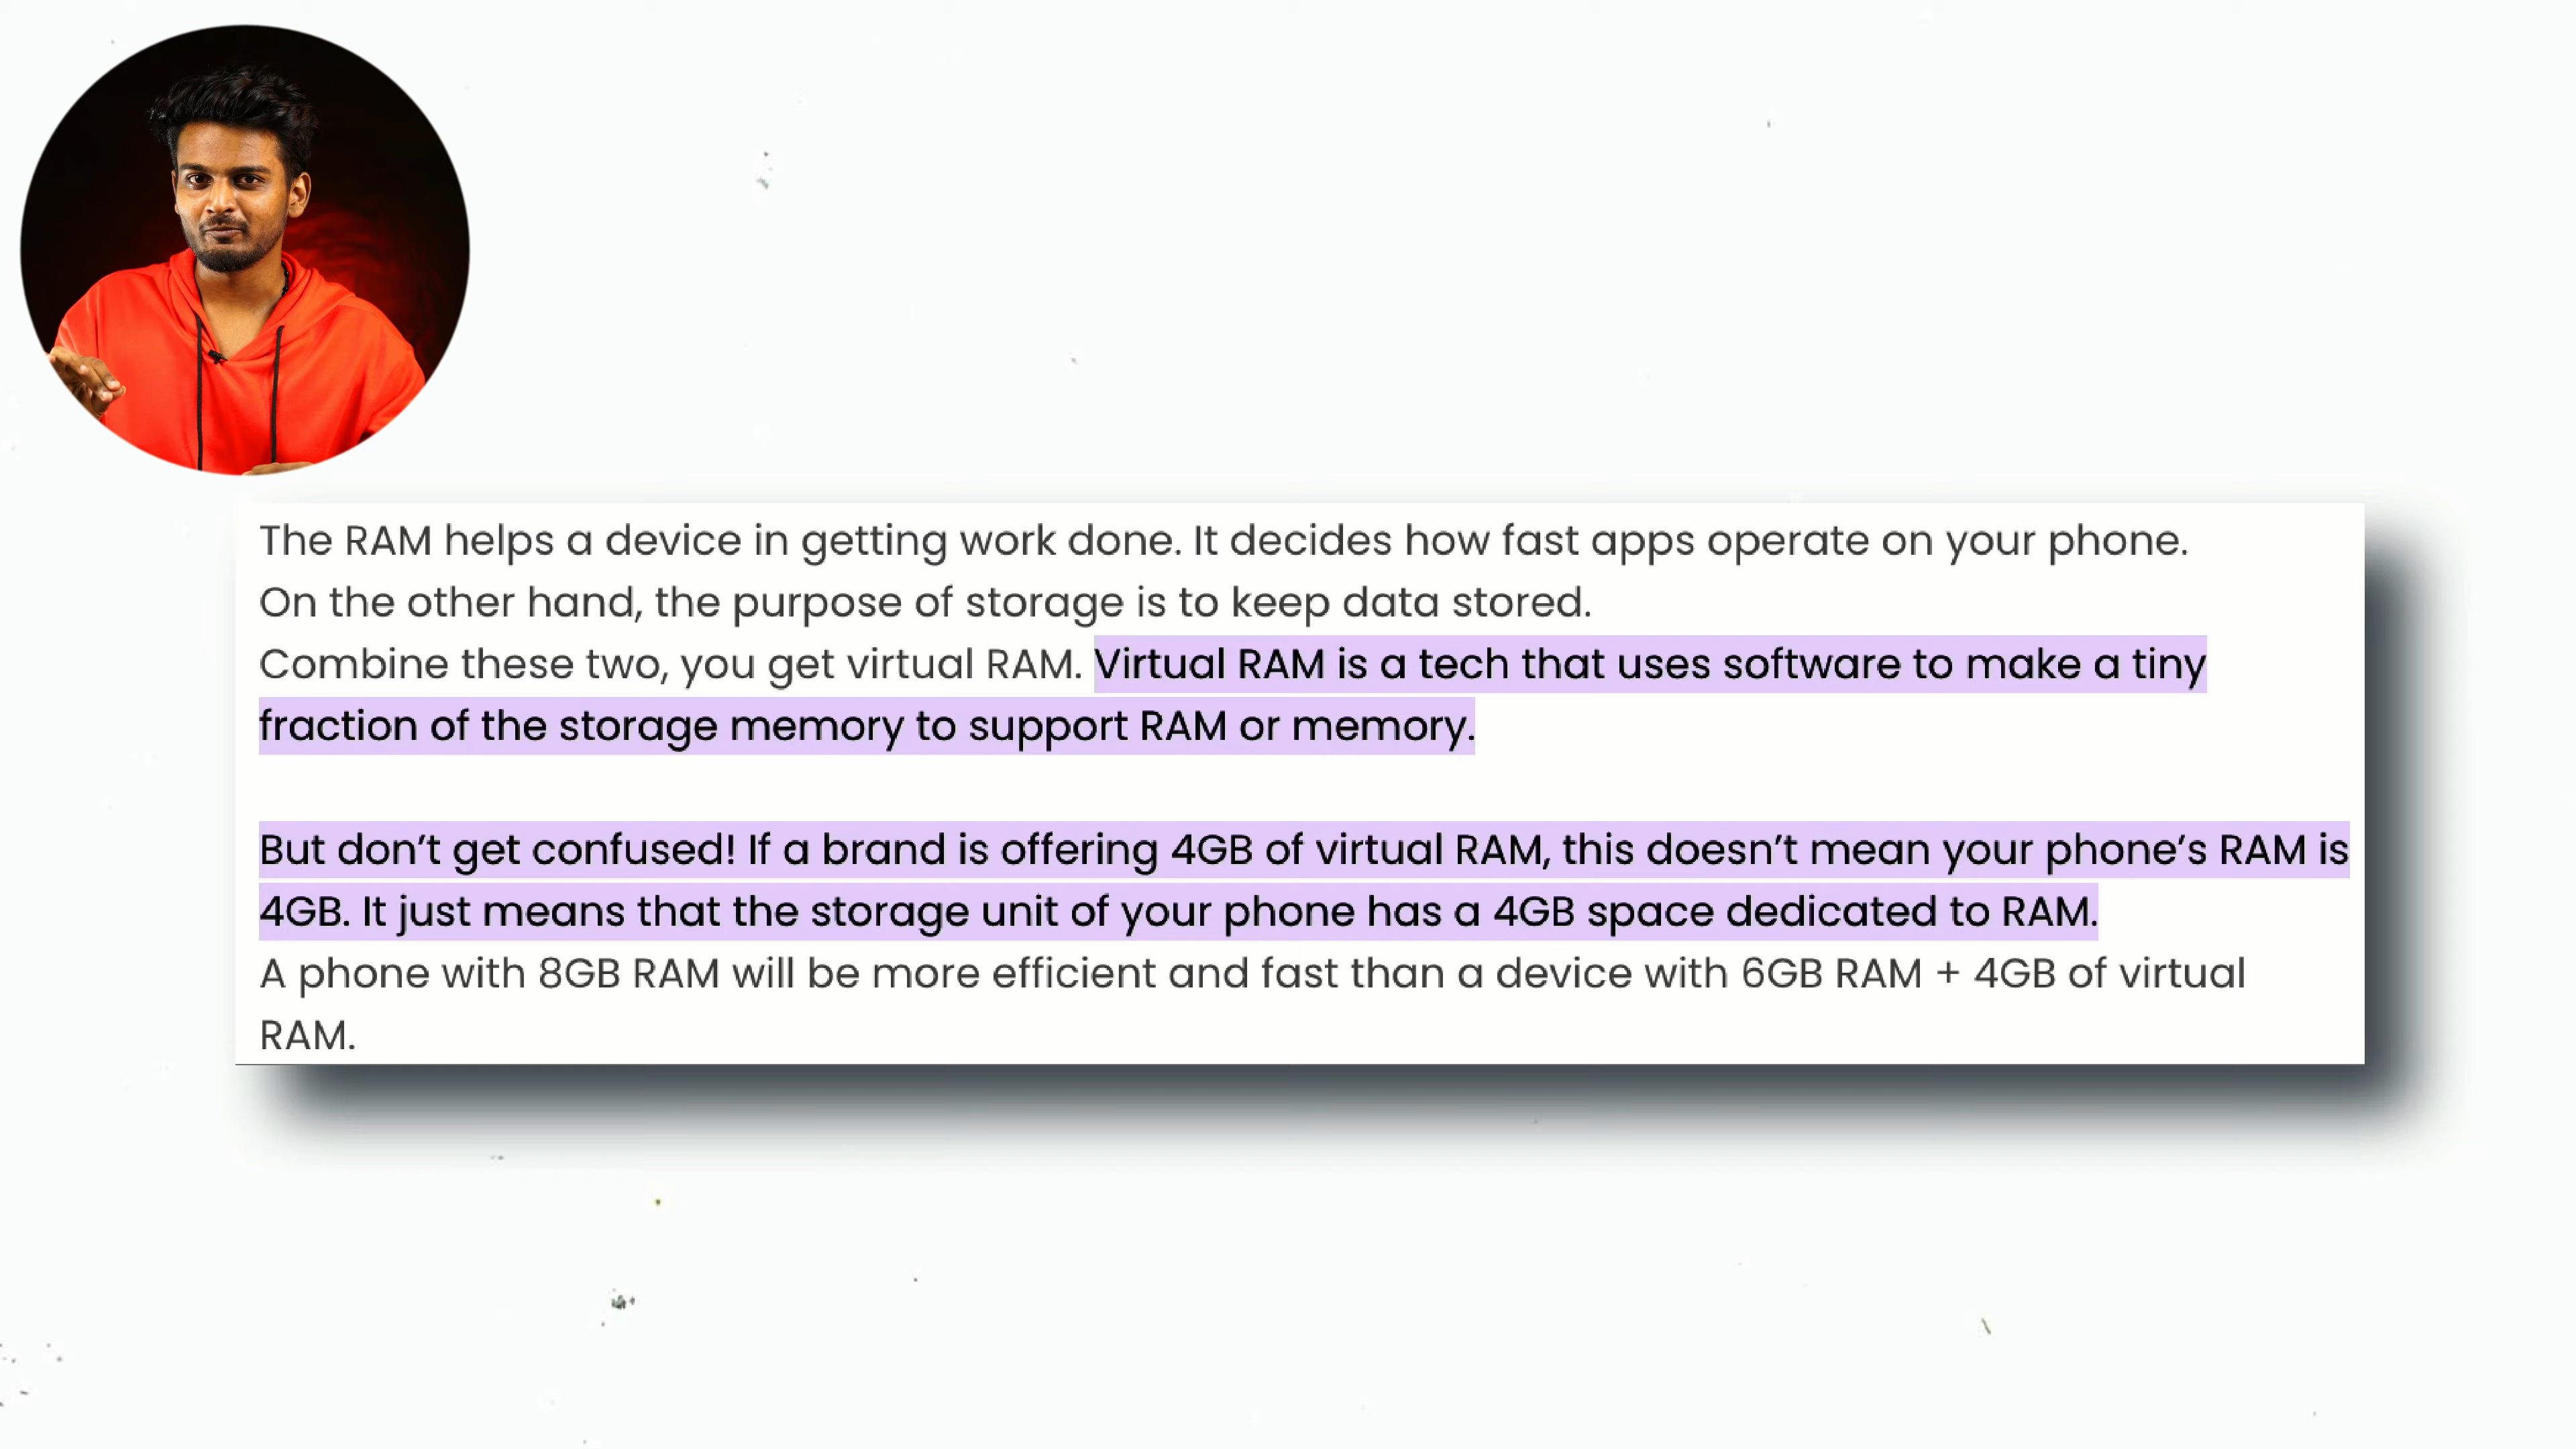 The RAM helps a device in getting work done. It decides how fast apps operate on your phone.
On the other hand, the purpose of storage is to keep data stored.
Combine these two, you get virtual RAM. Virtual RAM is a tech that uses software to make a tiny
fraction of the storage memory to support RAM or memory.
But don’t get confused! If a brand is offering 4GB of virtual RAM, this doesn’t mean your phone’s RAM is
4GB. It just means that the storage unit of your phone has a 4GB space dedicated to RAM.
A phone with 8GB RAM will be more efficient and fast than a device with 6GB RAM + 4GB of virtual
RAM.